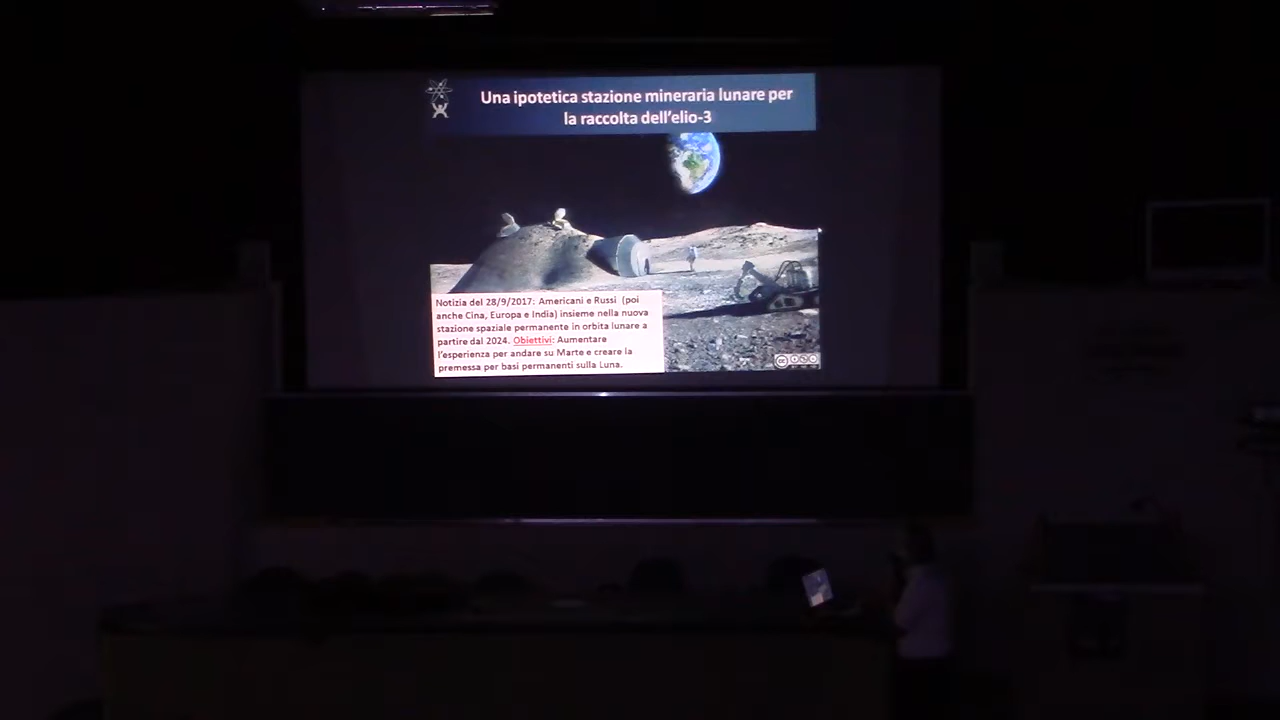 Una ipotetica stazione mineraria lunare per
la raccolta dell'elio-3
Notizia del 28/9/2017: Americani e Russi (poi
anche Cina, Europa e India) insieme nella nuova
stazione spaziale permanente in orbita lunare a
partire dal 2024. Obiettivi: Aumentare
l'esperienza per andare su Marte e creare la
premessa per basi permanenti sulla Luna.